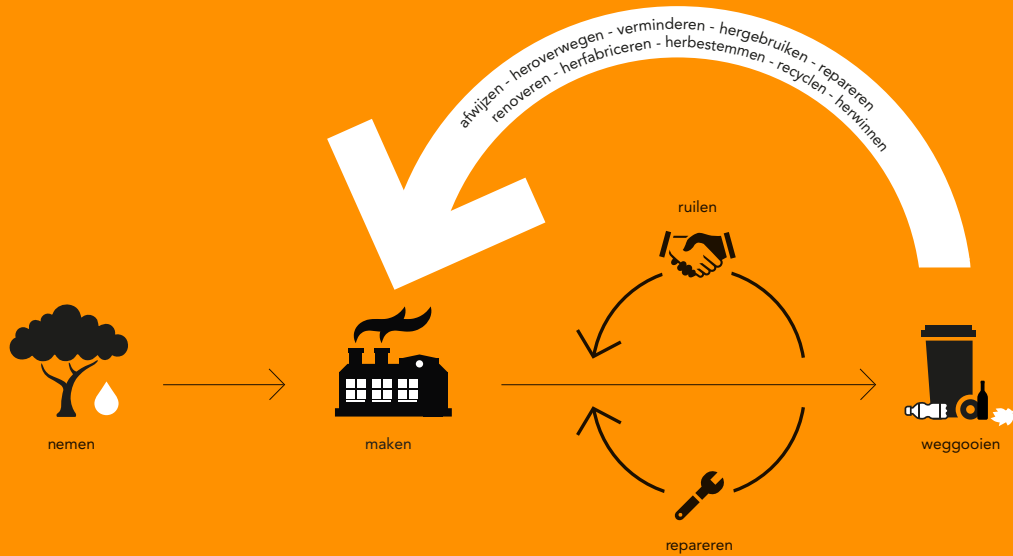 afwijzen - heroverwegen - verminderen - hergebruiken - repareren
renoveren - herfabriceren - herbestemmen - recyclen - herwinnen
ruilen
nemen
maken
weggooien
repareren